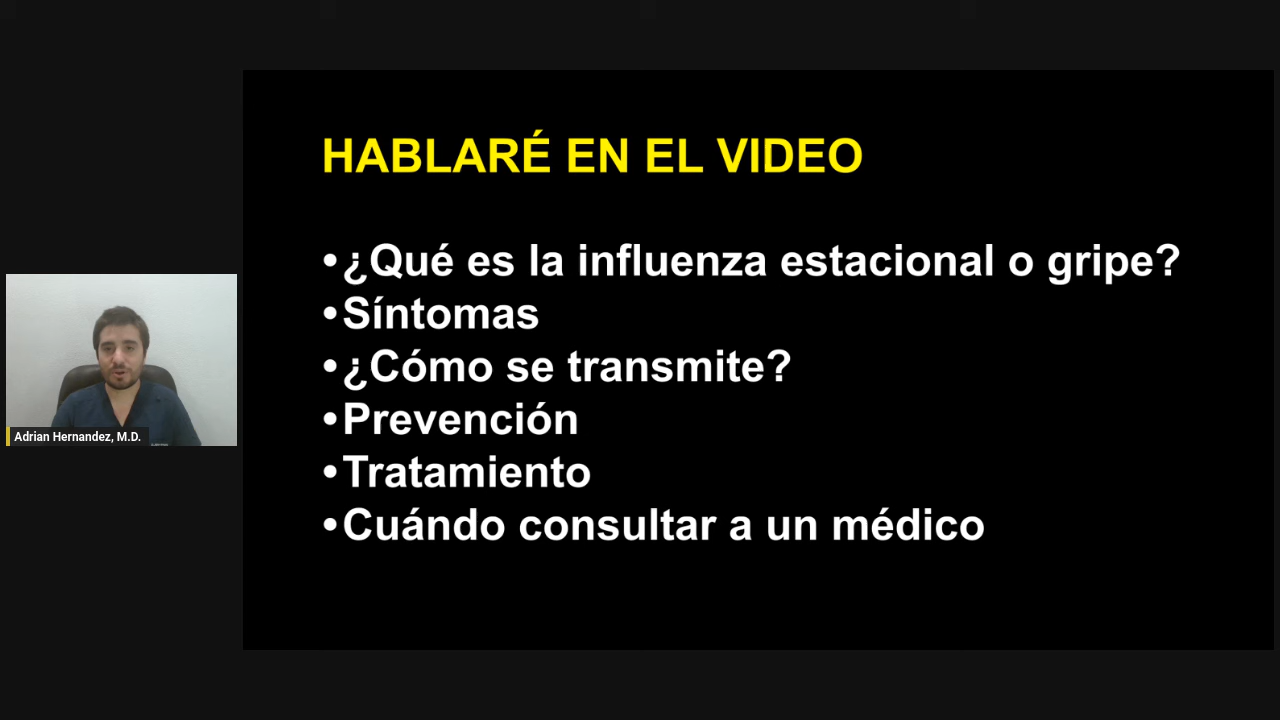 HABLARÉ EN EL VIDEO
•¿Qué es la influenza estacional o gripe?
•Síntomas
•¿Cómo se transmite?
•Prevención
•Tratamiento
•Cuándo consultar a un médico
Adrian Hernandez, M.D.